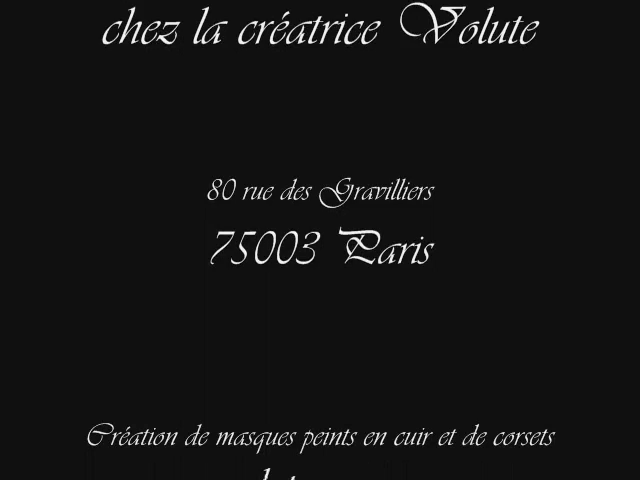 chez la créatrice Volute
80 rue des Gravilliers
75003 Paris
Création de masques peints en cuir et de corsets